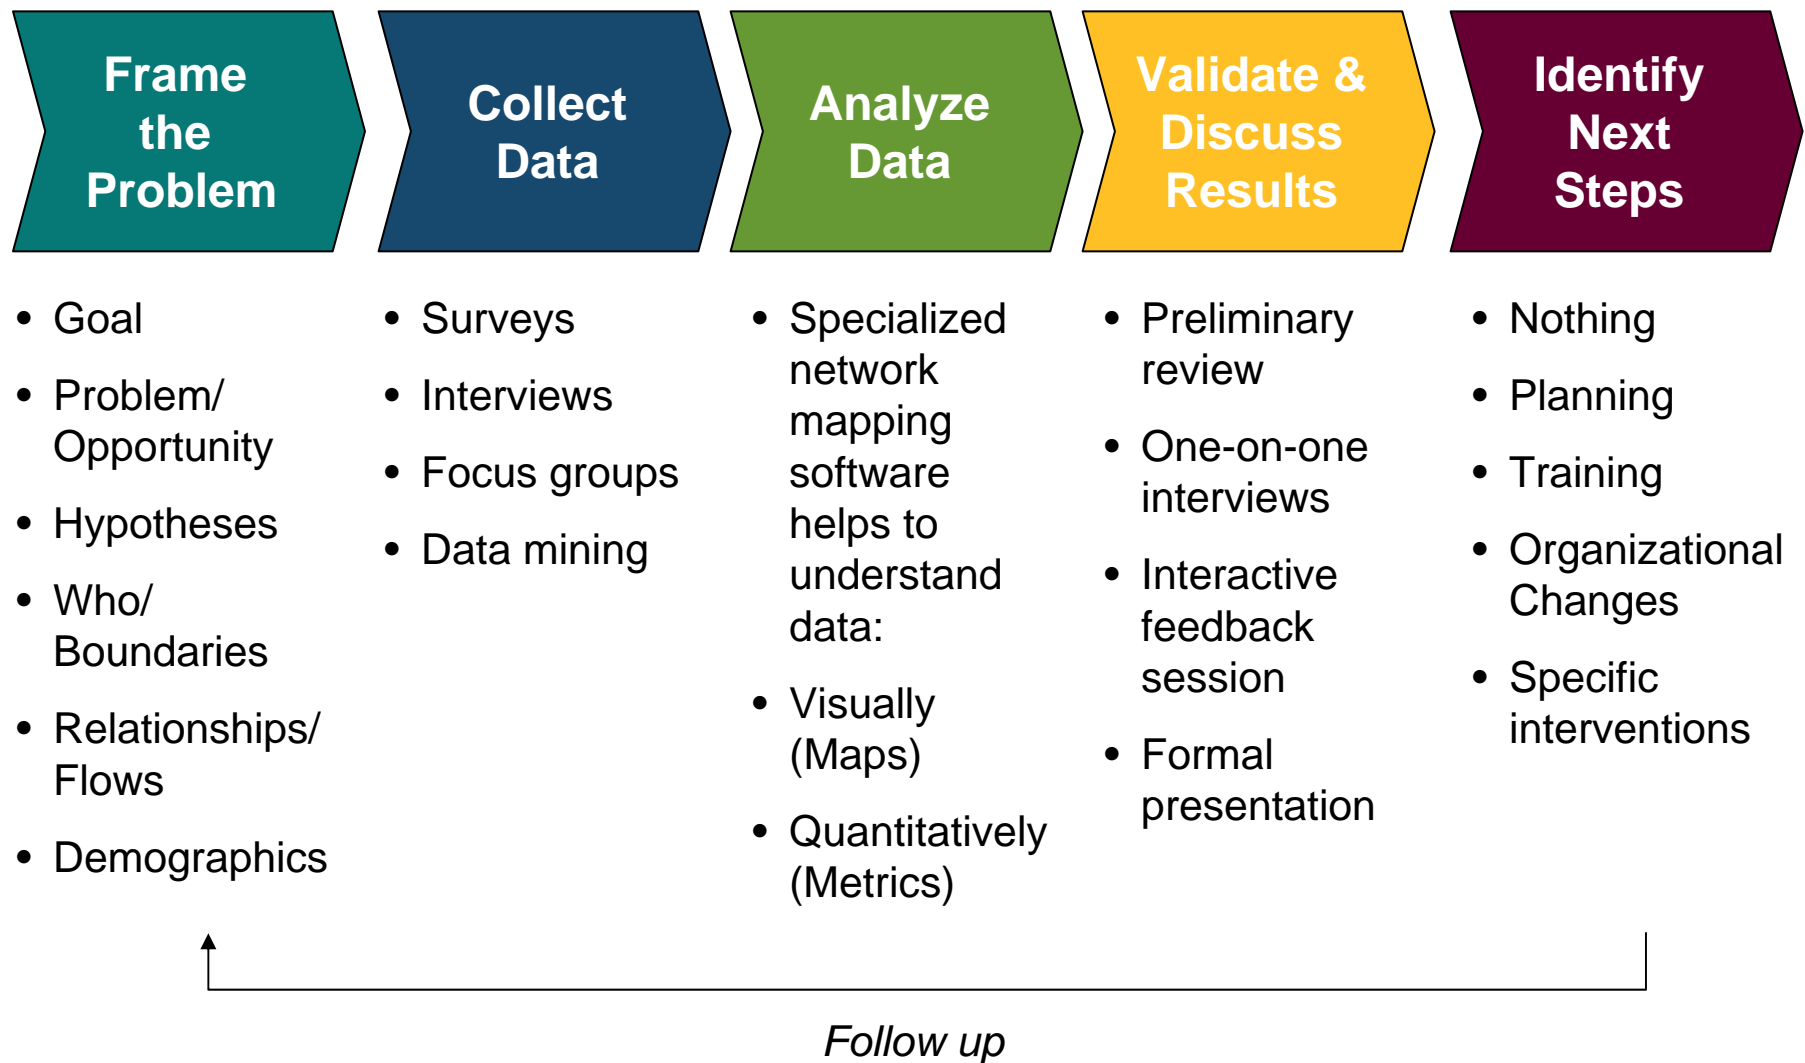 Frame
the
Problem
Collect
Data
Analyze
Data
Validate &
Discuss
Results
Identify
Next
Steps
• Goal
• Problem/
Opportunity
• Hypotheses
• Who/
Boundaries
• Relationships/
Flows
• Demographics
• Surveys
• Interviews
• Focus groups
• Data mining
• Specialized
network
mapping
software
helps to
understand
data:
• Visually
(Maps)
• Quantitatively
(Metrics)
• Preliminary
review
• One-on-one
interviews
• Interactive
feedback
session
• Formal
presentation
• Nothing
• Planning
• Training
• Organizational
Changes
• Specific
interventions
Follow up